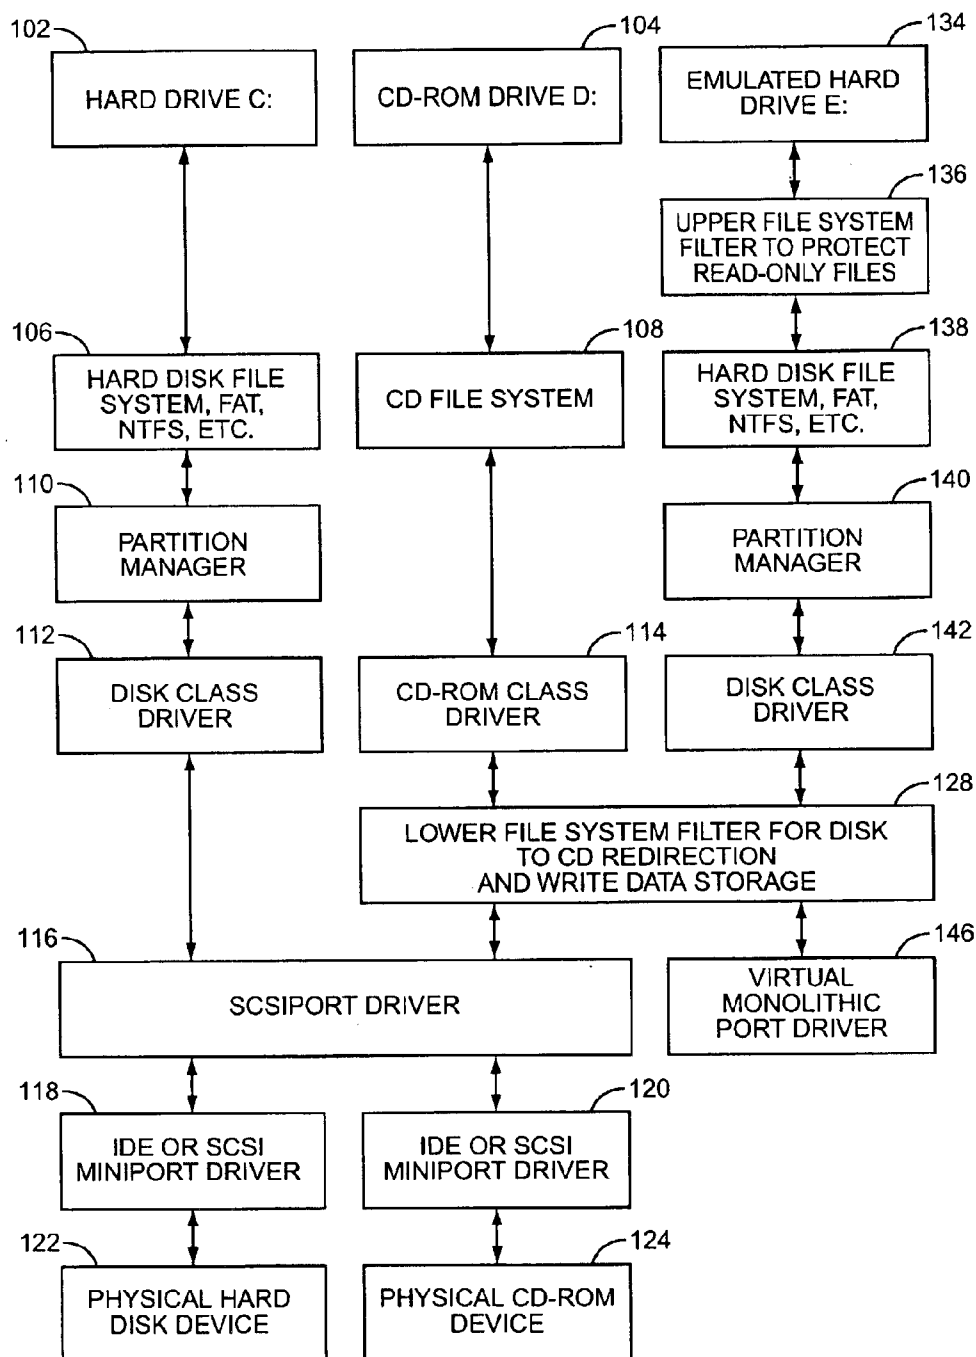 102
HARD DRIVE C:
104
CD-ROM DRIVE D:
134
EMULATED HARD
DRIVE E:
136
UPPER FILE SYSTEM
FILTER TO PROTECT
READ-ONLY FILES
106
HARD DISK FILE
SYSTEM, FAT,
NTFS, ETC.
108
CD FILE SYSTEM
138
HARD DISK FILE
SYSTEM, FAT,
NTFS, ETC.
110
PARTITION
MANAGER
140
PARTITION
MANAGER
112
DISK CLASS
DRIVER
114
CD-ROM CLASS
DRIVER
142
DISK CLASS
DRIVER
128
LOWER FILE SYSTEM FILTER FOR DISK
TO CD REDIRECTION
AND WRITE DATA STORAGE
116
SCSIPORT DRIVER
146
VIRTUAL
MONOLITHIC
PORT DRIVER
118
IDE OR SCSI
MINIPORT DRIVER
120
IDE OR SCSI
MINIPORT DRIVER
122
PHYSICAL HARD
DISK DEVICE
124
PHYSICAL CD-ROM
DEVICE